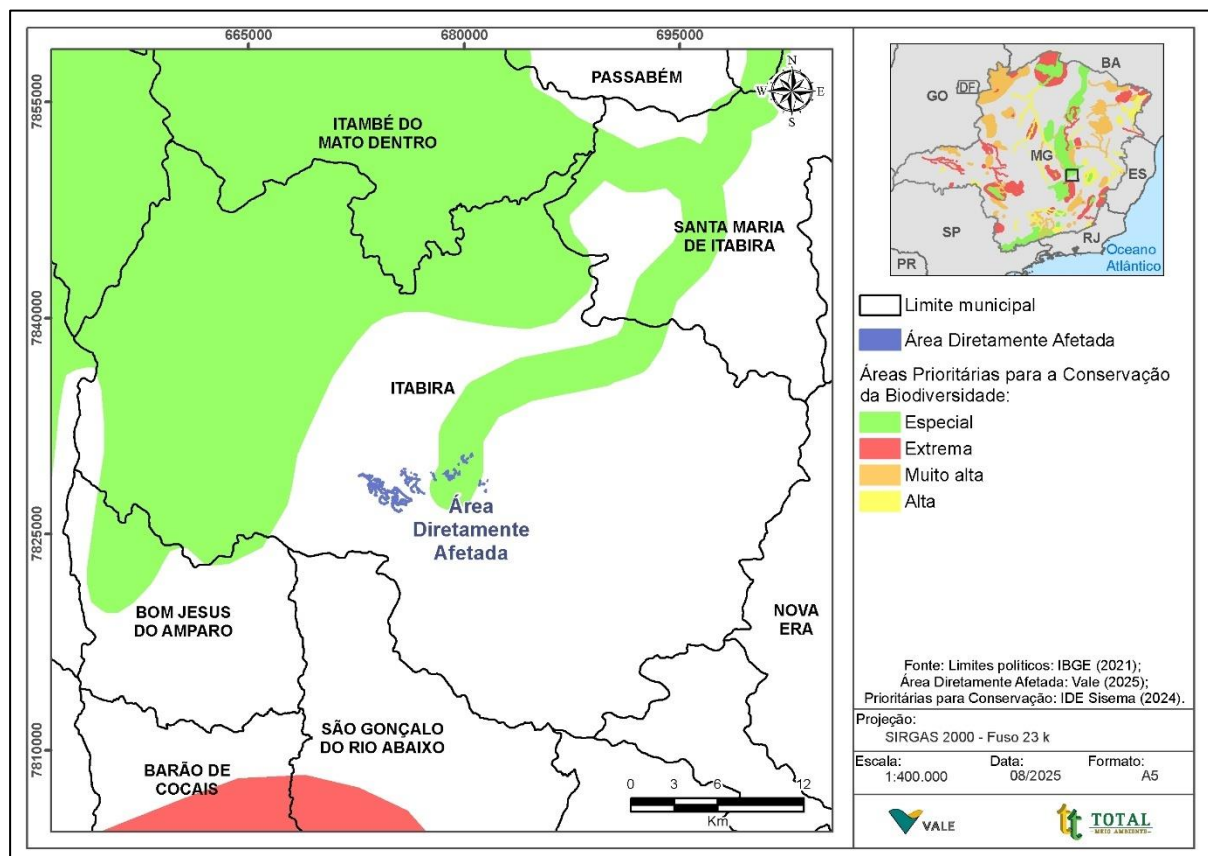 665000
680000
695000
7855000
7840000
7825000
7810000
PASSABÉM
N
W
E
S
ITAMBÉ DO
MATO DENTRO
SANTA MARIA
DE ITABIRA
ITABIRA
Área
Diretamente
Afetada
BOM JESUS
DO AMPARO
NOVA
ERA
SÃO GONÇALO
DO RIO ABAIXO
BARÃO DE
COCAIS
0 3 6 12
Km
BA
GO
DF
MG
ES
SP
RJ
PR
Oceano
Atlântico
Limite municipal
Área Diretamente Afetada
Áreas Prioritárias para a Conservação
da Biodiversidade:
Especial
Extrema
Muito alta
Alta
Fonte: Limites políticos: IBGE (2021);
Área Diretamente Afetada: Vale (2025);
Prioritárias para Conservação: IDE Sisema (2024).
Projeção:
SIRGAS 2000 - Fuso 23 k
Escala:
1:400.000
Data:
08/2025
Formato:
A5
VALE
tt TOTAL
MEIO AMBIENTE